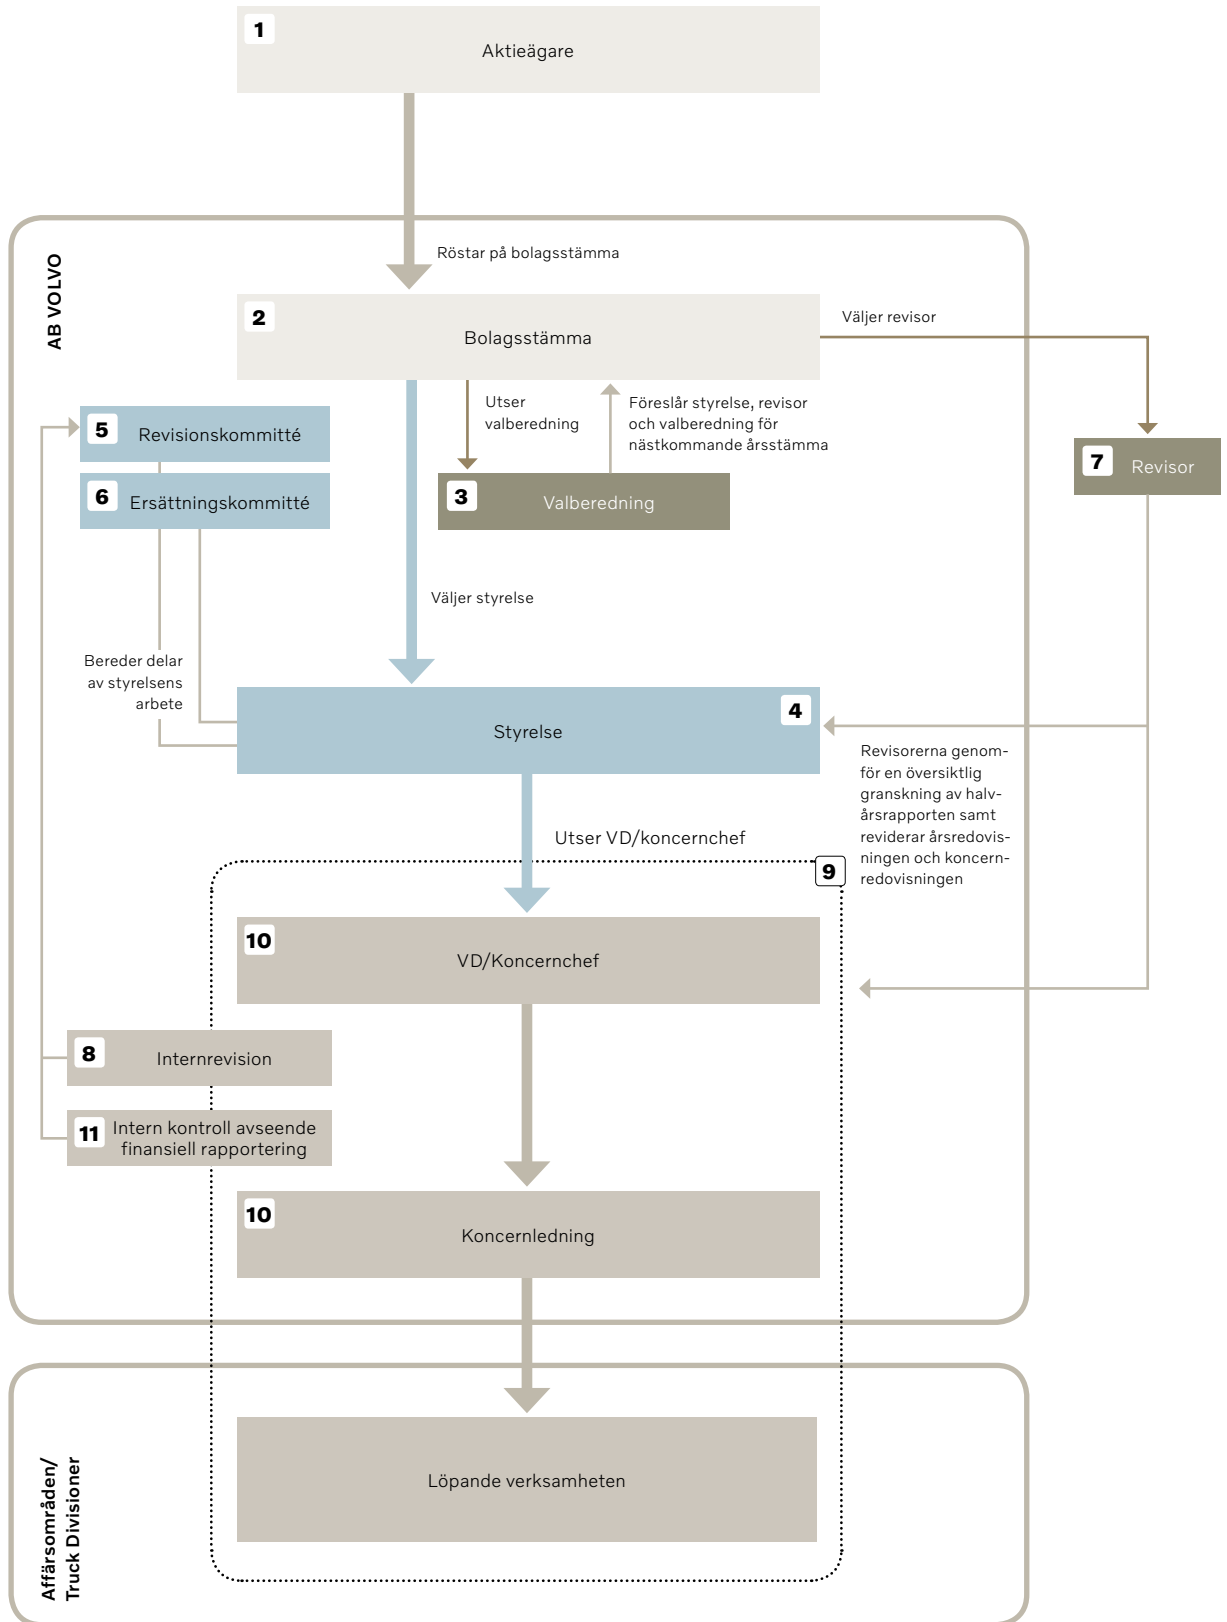 1
Aktieägare
AB VOLVO
Röstar på bolagsstämma
2
Bolagsstämma
Väljer revisor
Utser
valberedning
Föreslår styrelse, revisor
och valberedning för
nästkommande årsstämma
5
Revisionskommitté
6
Ersättningskommitté
3
Valberedning
7
Revisor
Väljer styrelse
Bereder delar
av styrelsens
arbete
4
Styrelse
Revisorerna genom-
för en översiktlig
granskning av halv-
årsrapporten samt
reviderar årsredovis-
ningen och koncern-
redovisningen
Utser VD/koncernchef
9
10
VD/Koncernchef
8
Internrevision
11
Intern kontroll avseende
finansiell rapportering
10
Koncernledning
Affärsområden/
Truck Divisioner
Löpande verksamheten